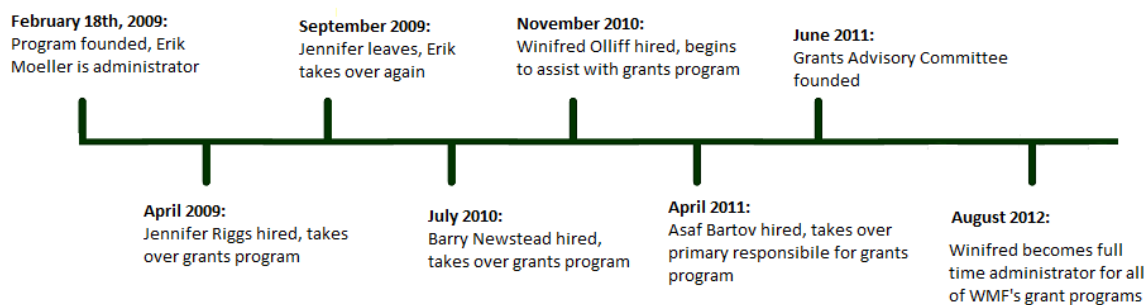 February 18th, 2009:
Program founded, Erik
Moeller is administrator
September 2009:
Jennifer leaves, Erik
takes over again
November 2010:
Winifred Olliff hired, begins
to assist with grants program
June 2011:
Grants Advisory Committee
founded
April 2009:
Jennifer Riggs hired, takes
over grants program
July 2010:
Barry Newstead hired,
takes over grants program
April 2011:
Asaf Bartov hired, takes over
primary responsibile for grants
program
August 2012:
Winifred becomes full
time administrator for all
of WMF's grant programs